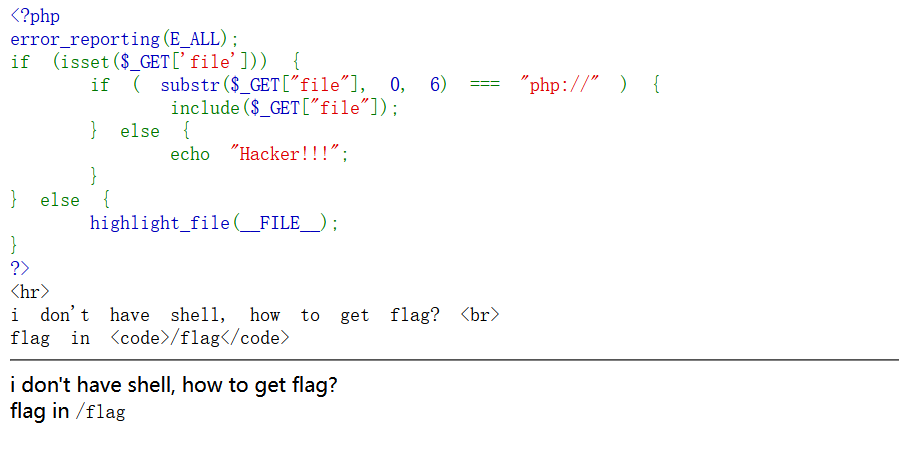 <?php
error_reporting(E_ALL);
if (isset($_GET['file'])) {
if ( substr($_GET["file"], 0, 6) === "php://" ) {
include($_GET["file"]);
} else {
echo "Hacker!!!";
}
} else {
highlight_file(__FILE__);
}
?>
<hr>
i don't have shell, how to get flag? <br>
flag in <code>/flag</code>
i don't have shell, how to get flag?
flag in /flag